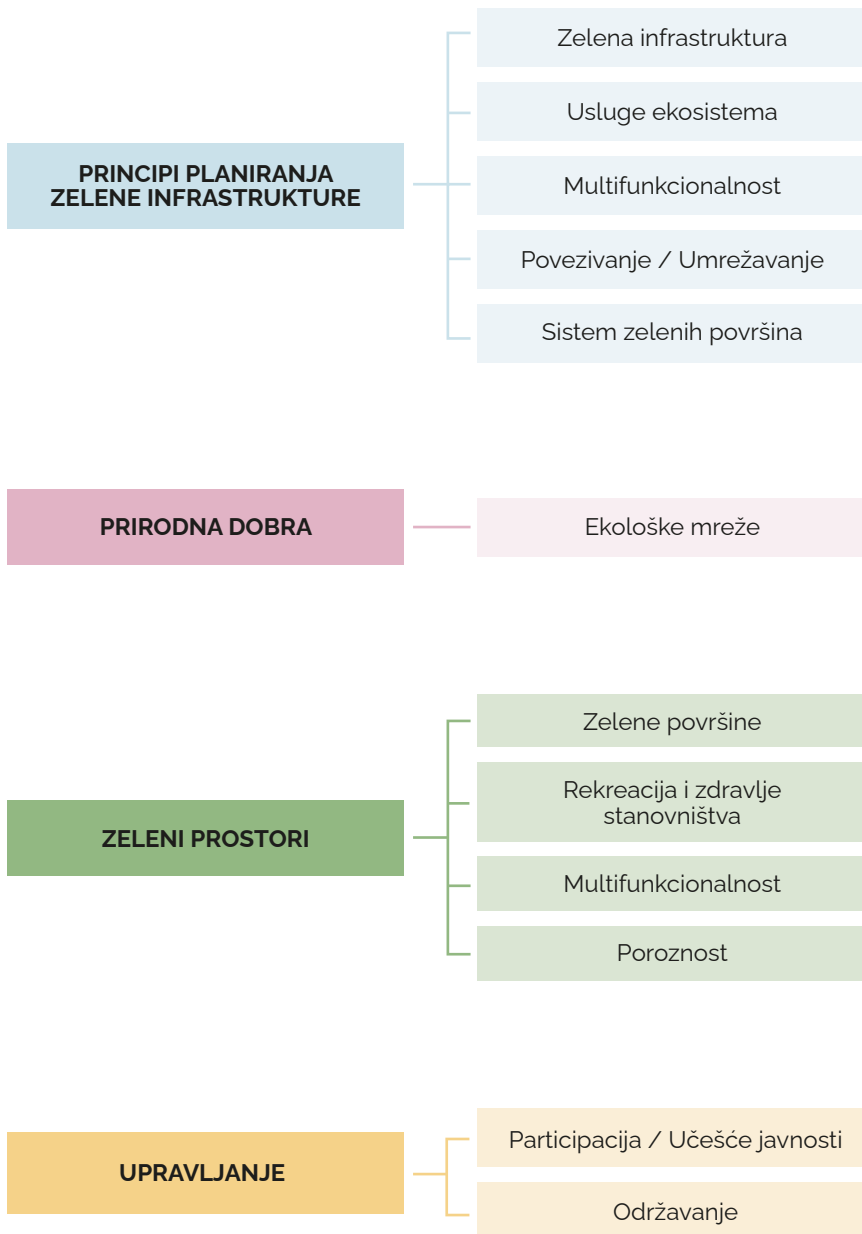 PRINCIPI PLANIRANJA
ZELENE INFRASTRUKTURE
Zelena infrastruktura
Usluge ekosistema
Multifunkcionalnost
Povezivanje / Umrežavanje
Sistem zelenih površina
PRIRODNA DOBRA
Ekološke mreže
ZELENI PROSTORI
Zelene površine
Rekreacija i zdravlje
stanovništva
Multifunkcionalnost
Poroznost
UPRAVLJANJE
Participacija / Učešće javnosti
Održavanje